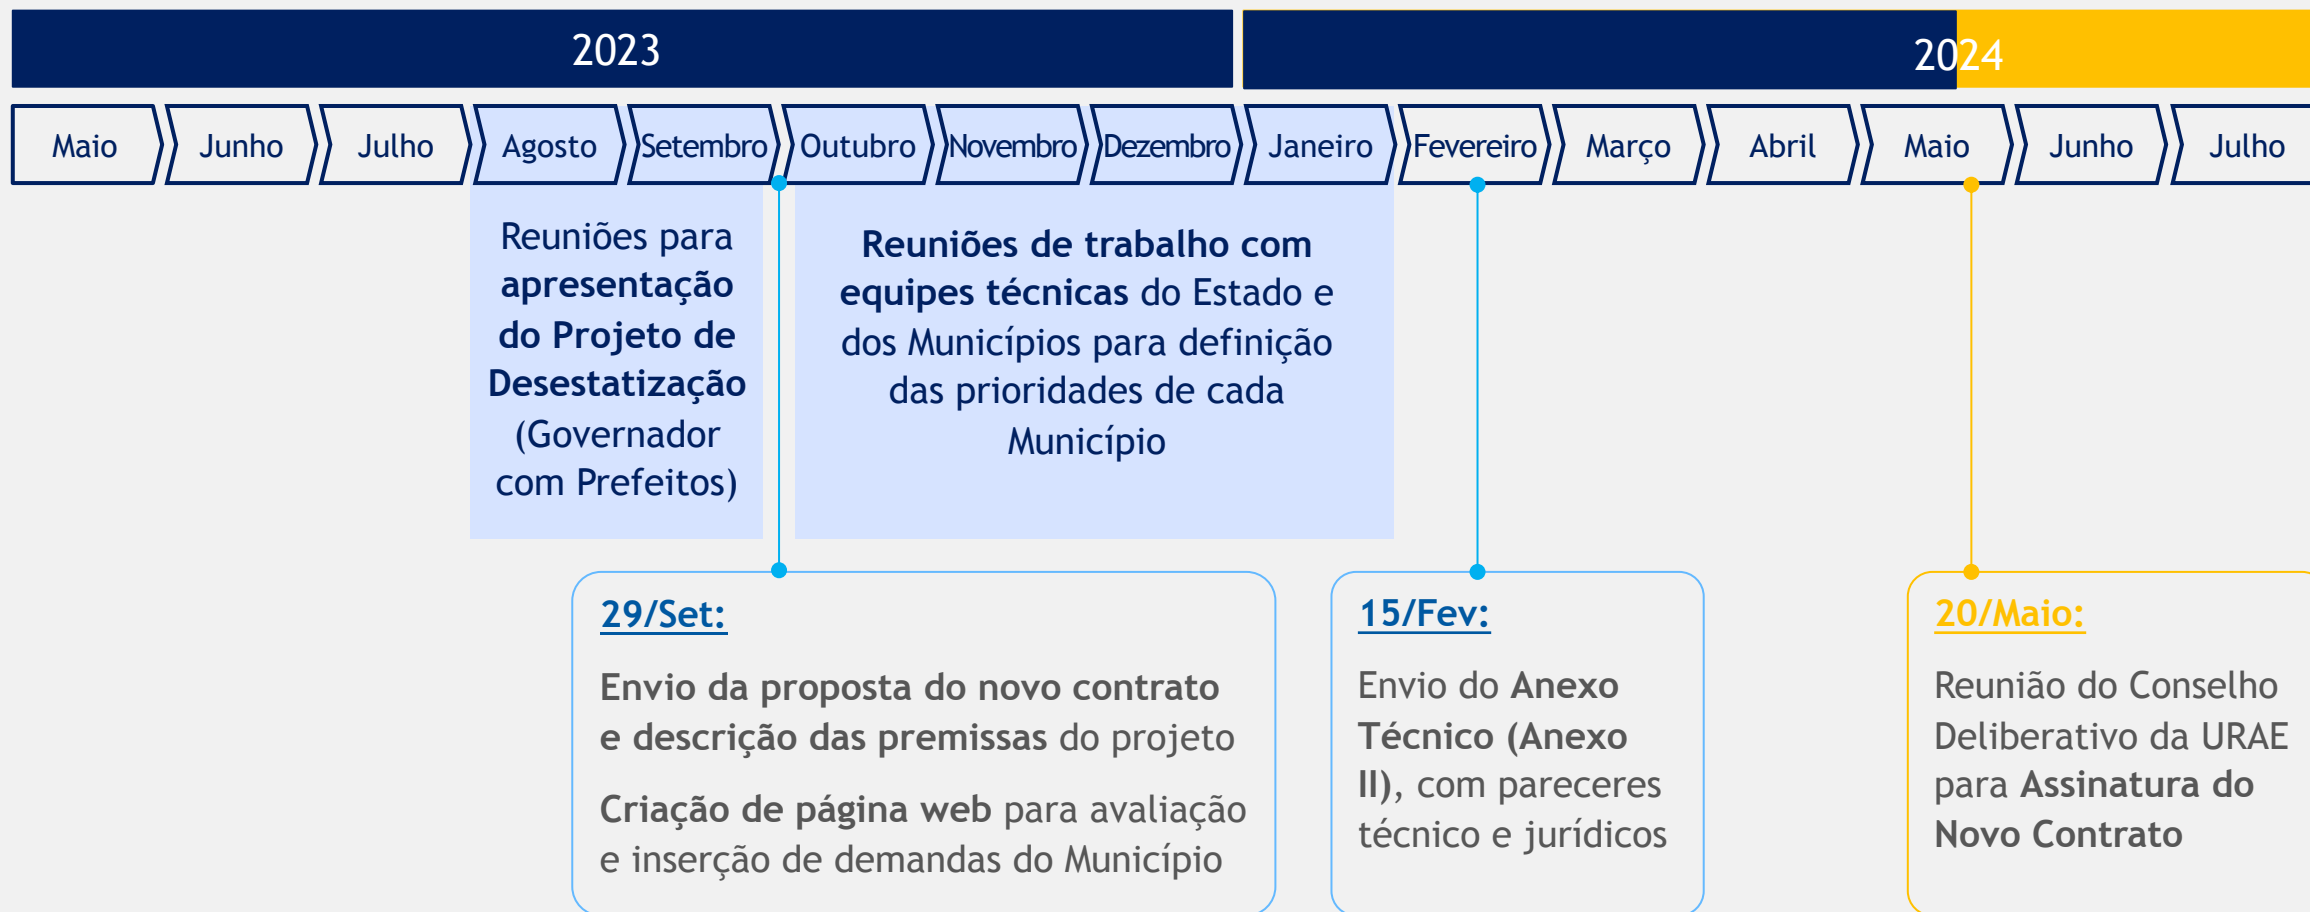 2023
2024
Maio
Junho
Julho
Agosto
Setembro
Outubro
Novembro
Dezembro
Janeiro
Fevereiro
Março
Abril
Maio
Junho
Julho
Reuniões para
apresentação
do Projeto de
Desestatização
(Governador
com Prefeitos)
Reuniões de trabalho com
equipes técnicas do Estado e
dos Municípios para definição
das prioridades de cada
Município
29/Set:
Envio da proposta do novo contrato
e descrição das premissas do projeto
Criação de página web para avaliação
e inserção de demandas do Município
15/Fev:
Envio do Anexo
Técnico (Anexo
II), com pareceres
técnico e jurídicos
20/Maio:
Reunião do Conselho
Deliberativo da URAE
para Assinatura do
Novo Contrato